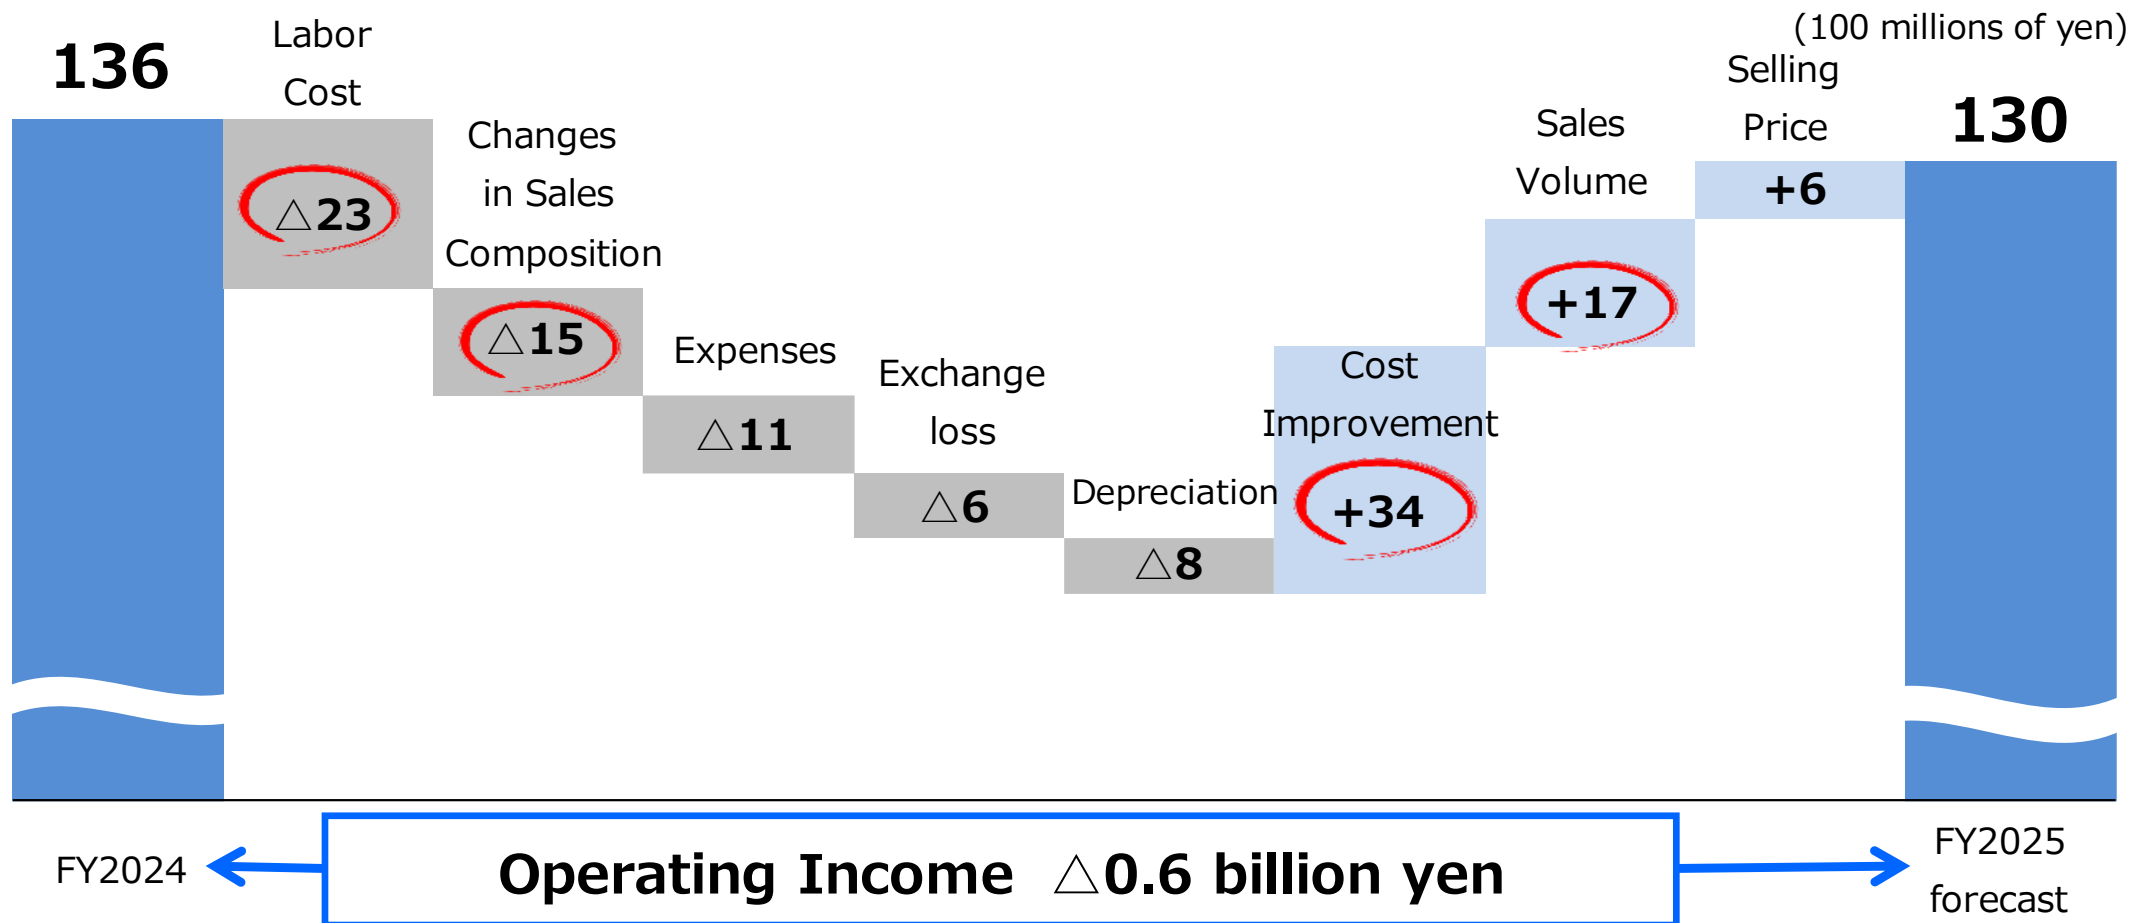 (100 millions of yen)
136
Labor
Cost
△23
Changes
in Sales
Composition
△15
Expenses
△11
Exchange
loss
△6
Depreciation
△8
Cost
Improvement
+34
Sales
Volume
+17
Selling
Price
+6
130
FY2024
Operating Income △0.6 billion yen
FY2025
forecast